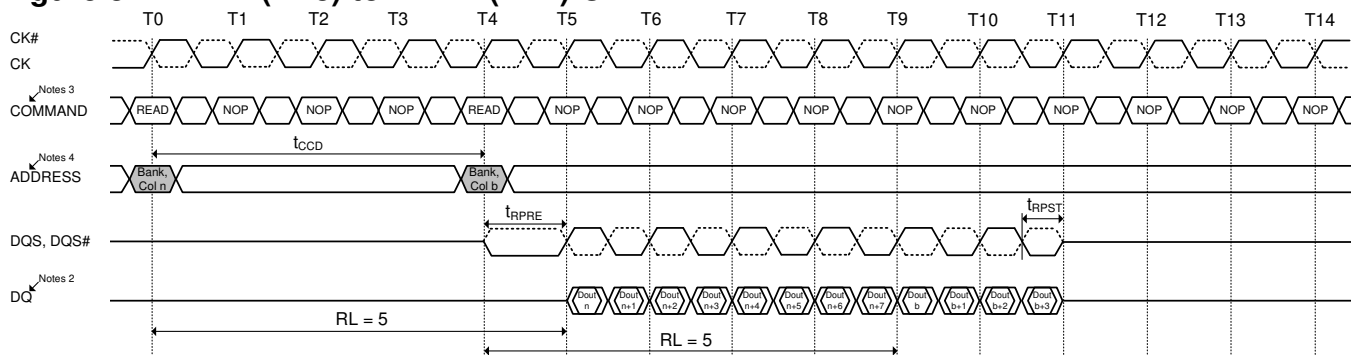 T0 T1 T2 T3 T4 T5 T6 T7 T8 T9 T10 T11 T12 T13 T14
CK#
CK
Notes 3
COMMAND READ NOP NOP NOP READ NOP NOP NOP NOP NOP NOP NOP NOP NOP NOP
tCCD
Notes 4
ADDRESS Bank, Col n Bank, Col b
tRPRE tRPST
DQS, DQS#
Notes 2
DQ Dout n Dout n+1 Dout n+2 Dout n+3 Dout n+4 Dout n+5 Dout n+6 Dout n+7 Dout b Dout b+1 Dout b+2 Dout b+3
RL = 5
RL = 5